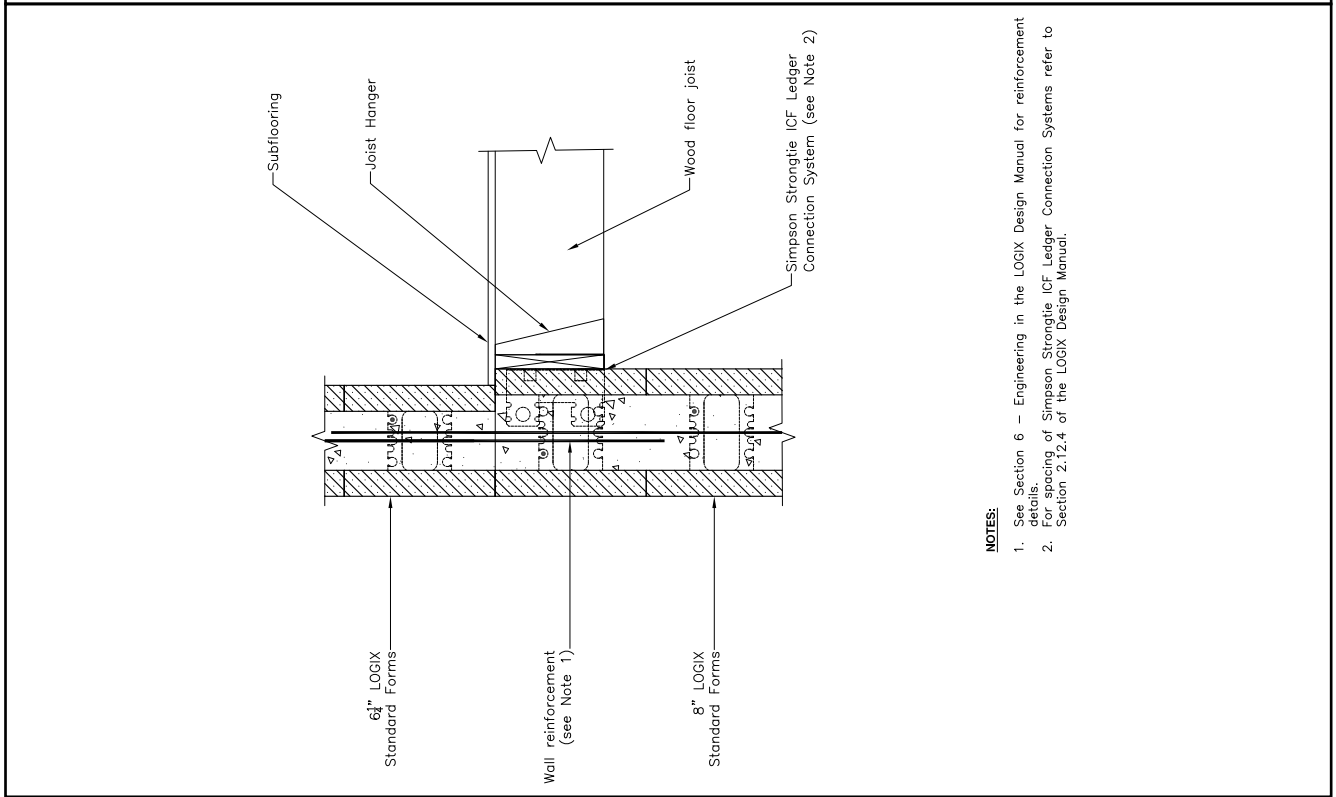 Subflooring
Joist Hanger
Wood floor joist
Simpson Strongtie ICF Ledger
Connection System (see Note 2)
6¼" LOGIX
Standard Forms
Wall reinforcement
(see Note 1)
8" LOGIX
Standard Forms
NOTES:
1. See Section 6 – Engineering in the LOGIX Design Manual for reinforcement
details.
2. For spacing of Simpson Strongtie ICF Ledger Connection Systems refer to
Section 2.12.4 of the LOGIX Design Manual.